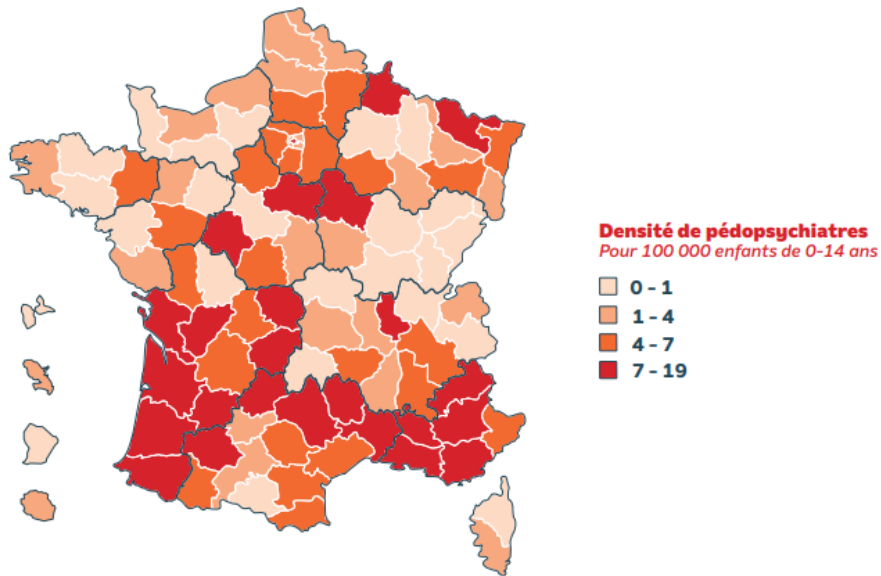 Densité de pédopsychiatres
Pour 100 000 enfants de 0-14 ans
0 - 1
1 - 4
4 - 7
7 - 19